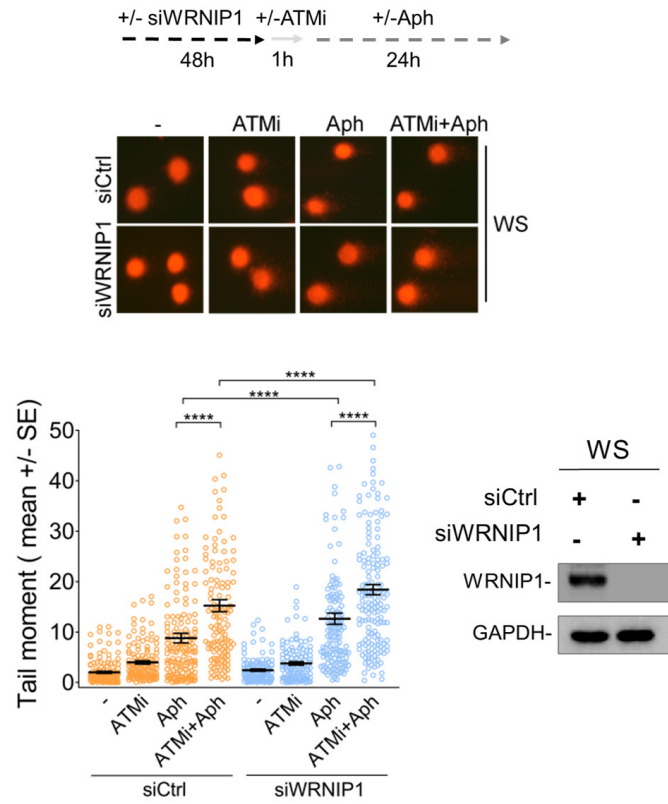 +/- siWRNIP1 +/-ATMi +/-Aph
48h 1h 24h
- ATMi Aph ATMi+Aph
siCtrl
siWRNIP1
WS
**** 
****
**** ****
Tail moment ( mean +/- SE)
50
40
30
20
10
0
- ATMi Aph ATMi+Aph - ATMi Aph ATMi+Aph
siCtrl siWRNIP1
WS
siCtrl + -
siWRNIP1 - +
WRNIP1-
GAPDH-